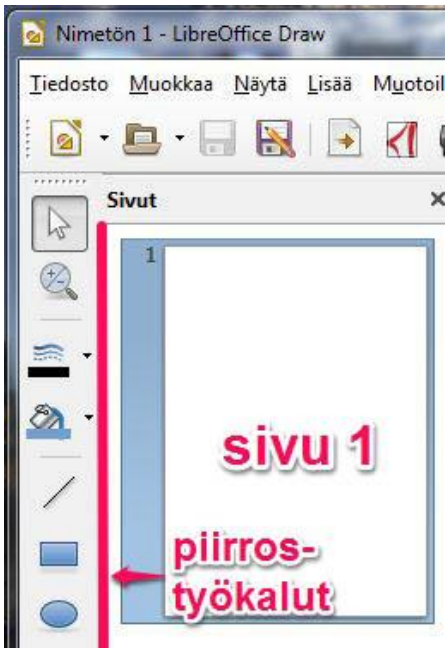 Nimetön 1 - LibreOffice Draw
Tiedosto Muokkaa Näytä Lisää Muotoil
Sivut
1
sivu 1
piirros-
työkalut